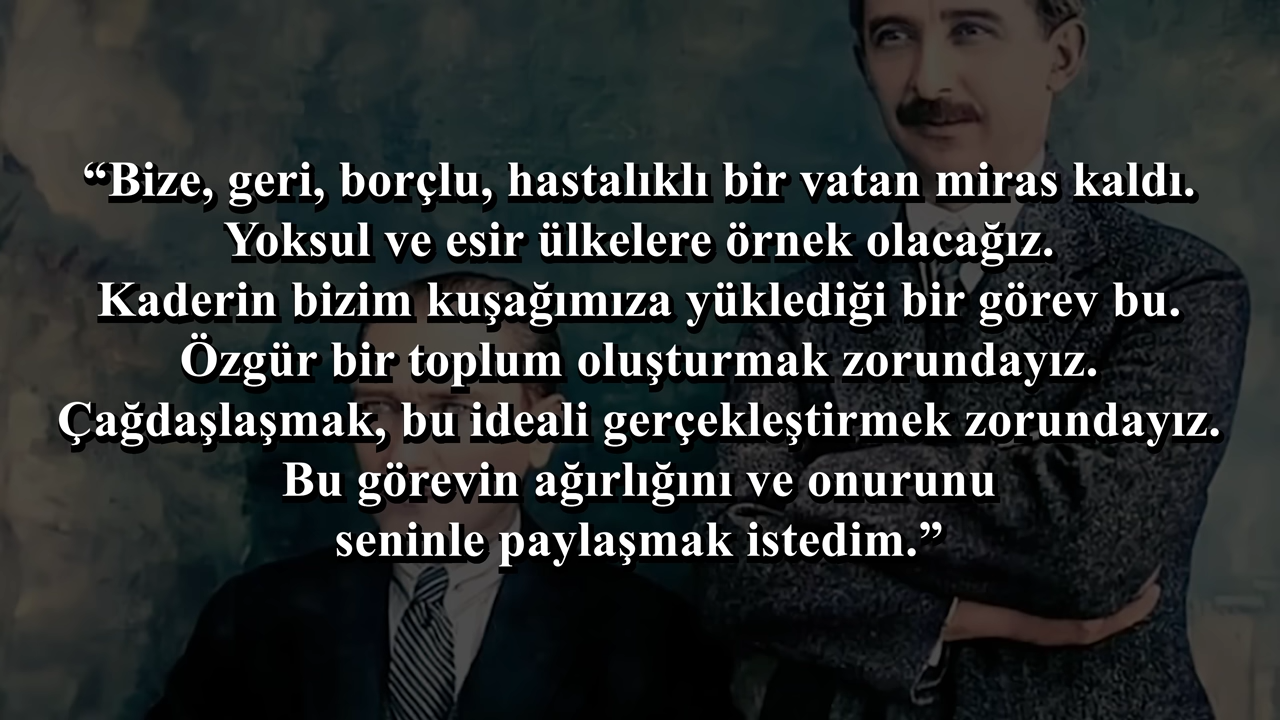 “Bize, geri, borçlu, hastalıklı bir vatan miras kaldı.
Yoksul ve esir ülkelere örnek olacağız.
Kaderin bizim kuşağımıza yüklediği bir görev bu.
Özgür bir toplum oluşturmak zorundayız.
Çağdaşlaşmak, bu ideali gerçekleştirmek zorundayız.
Bu görevin ağırlığını ve onurunu
seninle paylaşmak istedim.”